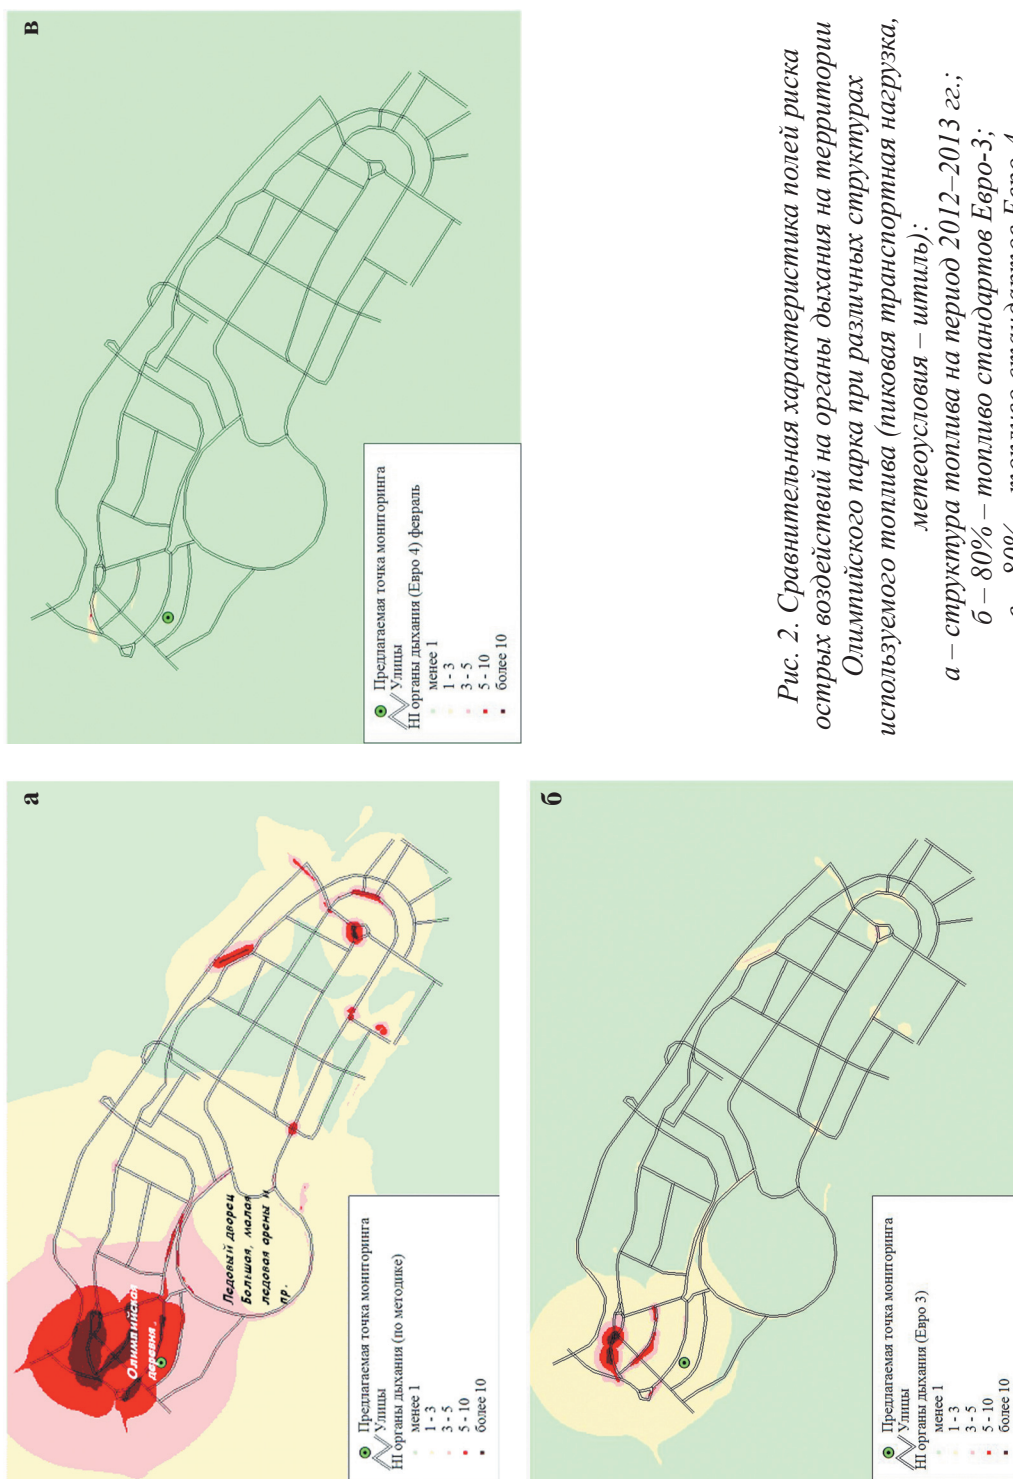 а
Олимпийская
деревня.
Ледовый дворец
Большая, малая
ледовая арены и
пр.
Предлагаемая точка мониторинга
Улицы
HI органы дыхания (по методике)
менее 1
1 - 3
3 - 5
5 - 10
более 10
б
Предлагаемая точка мониторинга
Улицы
HI органы дыхания (Евро 3)
менее 1
1 - 3
3 - 5
5 - 10
более 10
в
Предлагаемая точка мониторинга
Улицы
HI органы дыхания (Евро 4) февраль
менее 1
1 - 3
3 - 5
5 - 10
более 10
Рис. 2. Сравнительная характеристика полей риска
острых воздействий на органы дыхания на территории
Олимпийского парка при различных структурах
используемого топлива (пиковая транспортная нагрузка,
метеоусловия – штиль):
а – структура топлива на период 2012–2013 гг.;
б – 80% – топливо стандартов Евро-3;
80% – топливо стандартов Евро-4